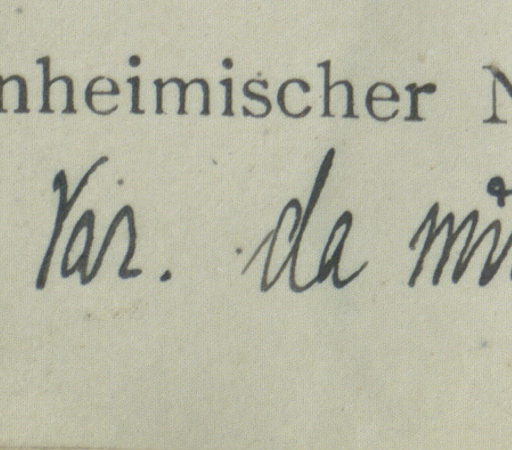 nheimischer N
Var. da